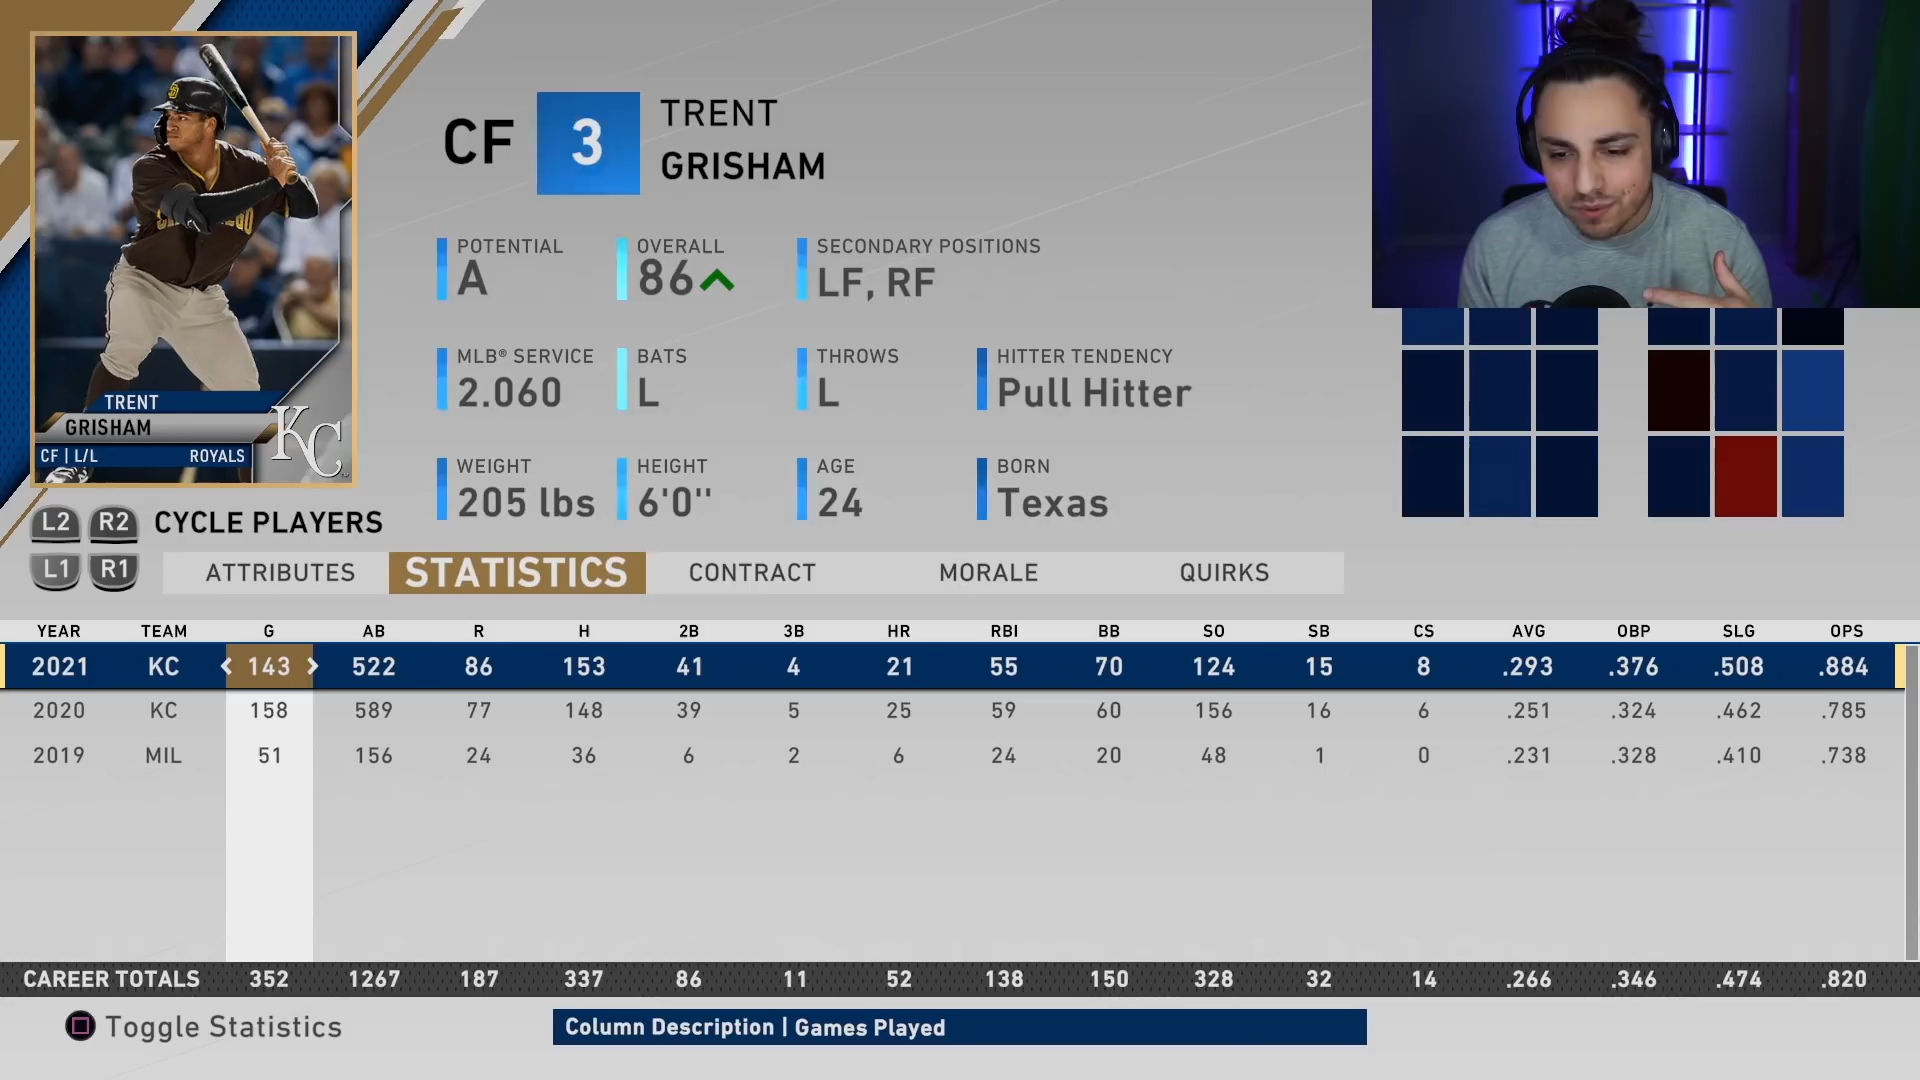 CF 3 TRENT
GRISHAM
POTENTIAL
A
OVERALL
86
SECONDARY POSITIONS
LF, RF
MLB® SERVICE
2.060
BATS
L
THROWS
L
HITTER TENDENCY
Pull Hitter
WEIGHT
205 lbs
HEIGHT
6'0"
AGE
24
BORN
Texas
TRENT
GRISHAM
CF | L/L ROYALS
KC
L2 R2 CYCLE PLAYERS
L1 R1 ATTRIBUTES STATISTICS CONTRACT MORALE QUIRKS
YEAR TEAM G AB R H 2B 3B HR RBI BB SO SB CS AVG OBP SLG OPS
2021 KC 143 522 86 153 41 4 21 55 70 124 15 8 .293 .376 .508 .884
2020 KC 158 589 77 148 39 5 25 59 60 156 16 6 .251 .324 .462 .785
2019 MIL 51 156 24 36 6 2 6 24 20 48 1 0 .231 .328 .410 .738
CAREER TOTALS 352 1267 187 337 86 11 52 138 150 328 32 14 .266 .346 .474 .820
Toggle Statistics
Column Description | Games Played